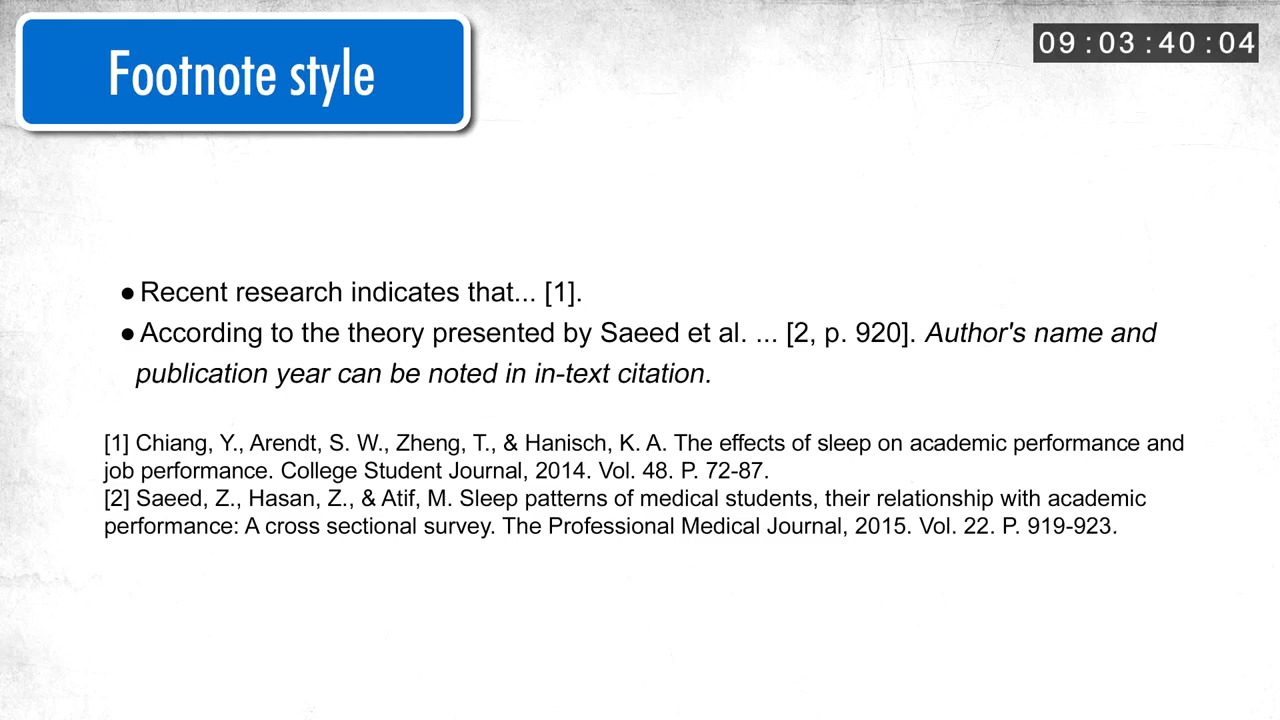 Footnote style
09:03:40:04
●Recent research indicates that... [1].
●According to the theory presented by Saeed et al. ... [2, p. 920]. Author's name and
publication year can be noted in in-text citation.
[1] Chiang, Y., Arendt, S. W., Zheng, T., & Hanisch, K. A. The effects of sleep on academic performance and
job performance. College Student Journal, 2014. Vol. 48. P. 72-87.
[2] Saeed, Z., Hasan, Z., & Atif, M. Sleep patterns of medical students, their relationship with academic
performance: A cross sectional survey. The Professional Medical Journal, 2015. Vol. 22. P. 919-923.